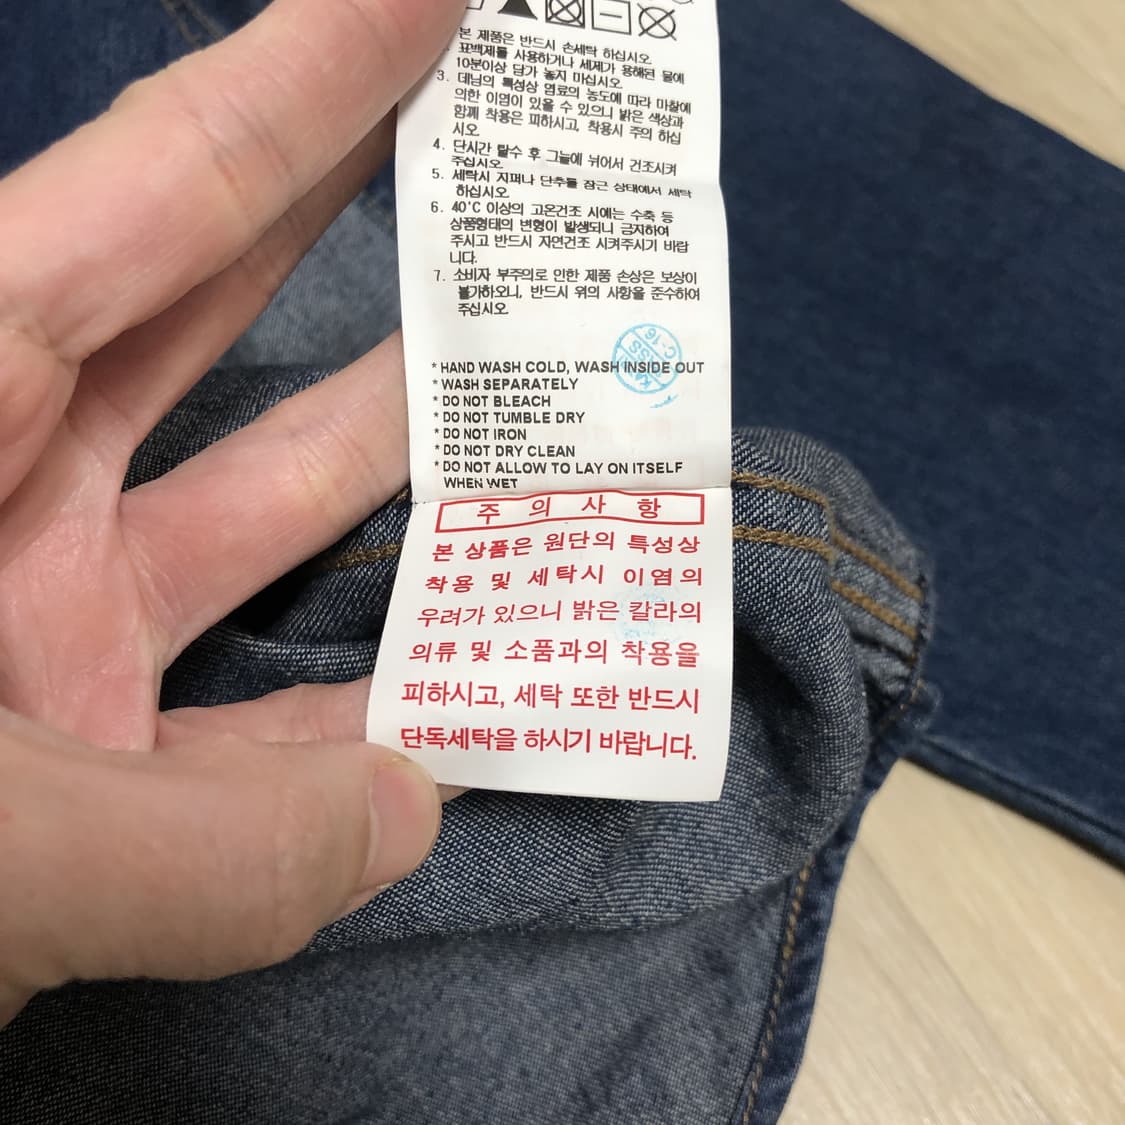 본 제품은 반드시 손세탁 하십시오.
표백제를 사용하거나 세제가 용해된 물에
10분이상 담가 놓지 마십시오.
3. 데님의 특성상 염료의 농도에 따라 마찰에
의한 이염이 있을 수 있으니 밝은 색상과
함께 착용은 피하시고, 착용시 주의 하십
시오.
4. 단시간 탈수 후 그늘에 뉘어서 건조시켜
주십시오.
5. 세탁시 지퍼나 단추를 잠근 상태에서 세탁
하십시오.
6. 40°C 이상의 고온건조 시에는 수축 등
상품형태의 변형이 발생되니 금지하여
주시고 반드시 자연건조 시켜주시기 바랍
니다.
7. 소비자 부주의로 인한 제품 손상은 보상이
불가하오니, 반드시 위의 사항을 준수하여
주십시오.
* HAND WASH COLD, WASH INSIDE OUT
* WASH SEPARATELY
* DO NOT BLEACH
* DO NOT TUMBLE DRY
* DO NOT IRON
* DO NOT DRY CLEAN
* DO NOT ALLOW TO LAY ON ITSELF
WHEN WET
C-16
주 의 사 항
본 상품은 원단의 특성상
착용 및 세탁시 이염의
우려가 있으니 밝은 칼라의
의류 및 소품과의 착용을
피하시고, 세탁 또한 반드시
단독세탁을 하시기 바랍니다.